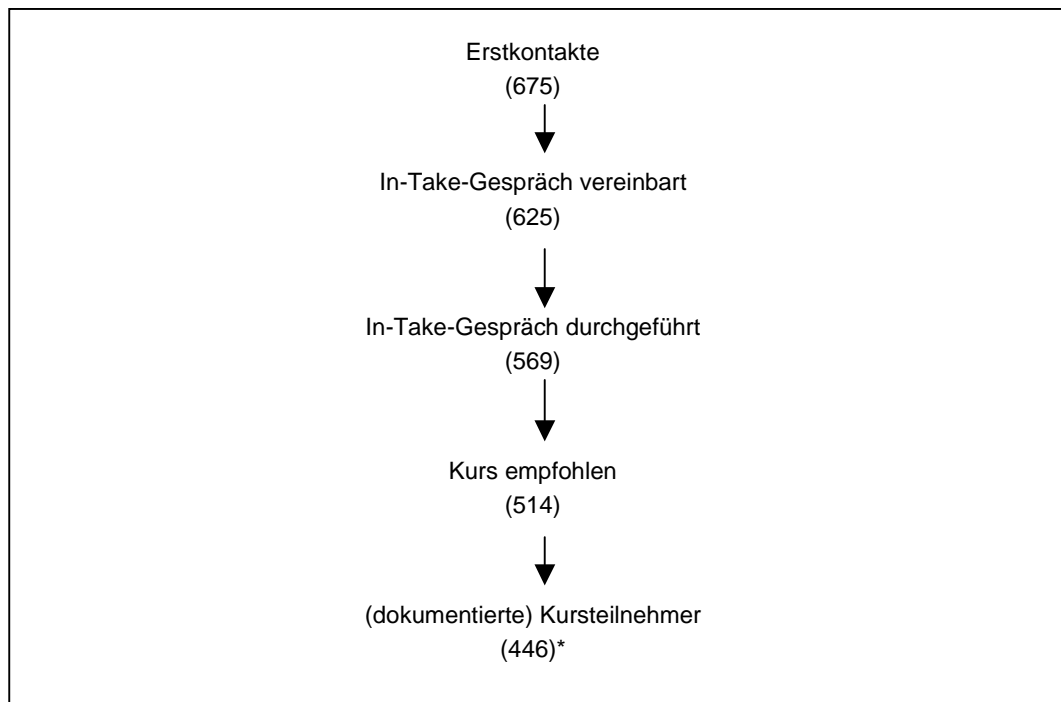 Erstkontakte
(675)
In-Take-Gespräch vereinbart
(625)
In-Take-Gespräch durchgeführt
(569)
Kurs empfohlen
(514)
(dokumentierte) Kursteilnehmer
(446)*